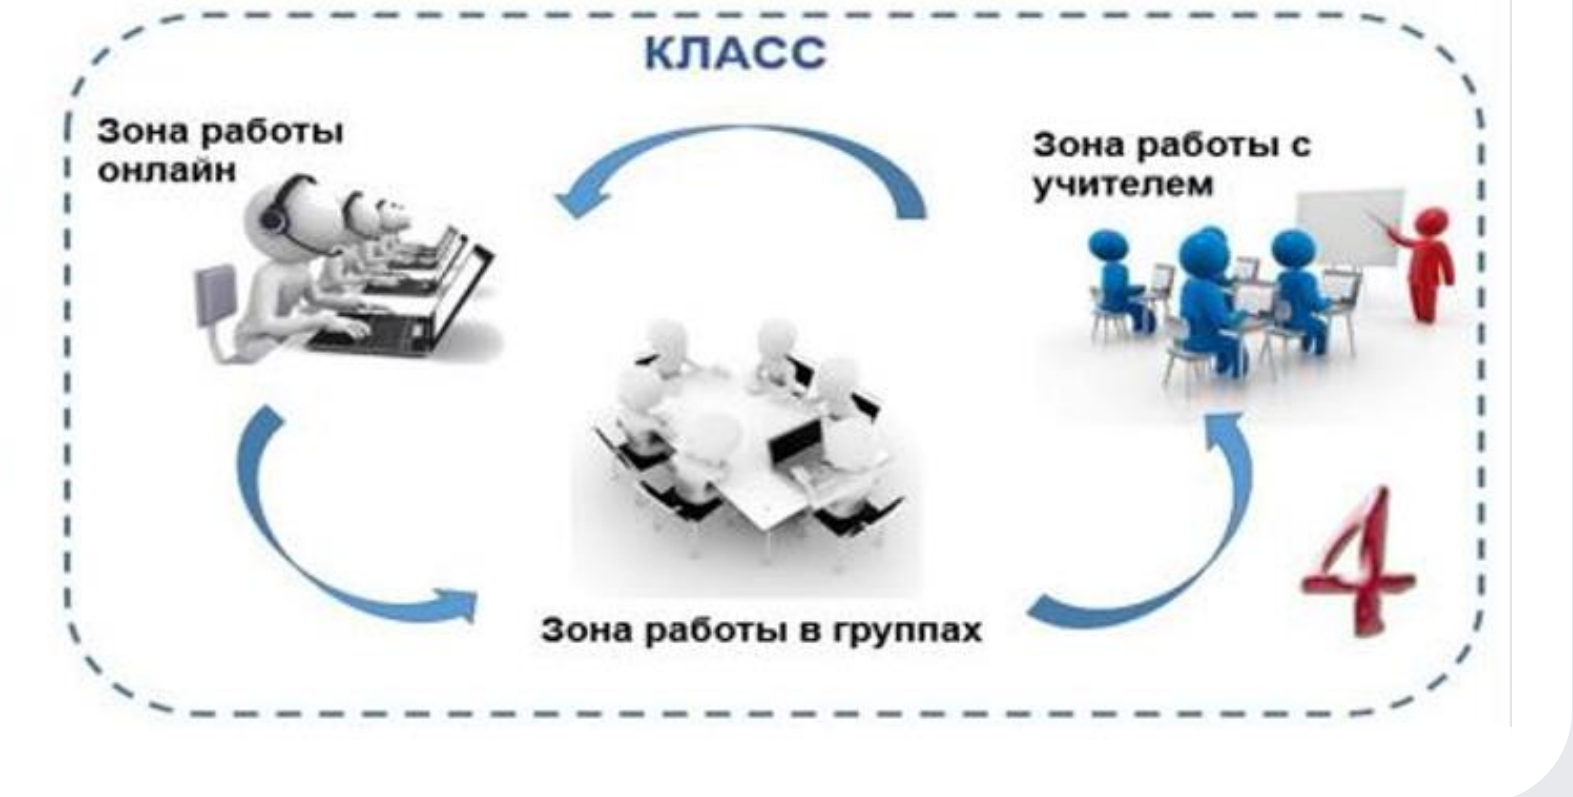 КЛАСС
Зона работы
онлайн
Зона работы с
учителем
Зона работы в группах
4